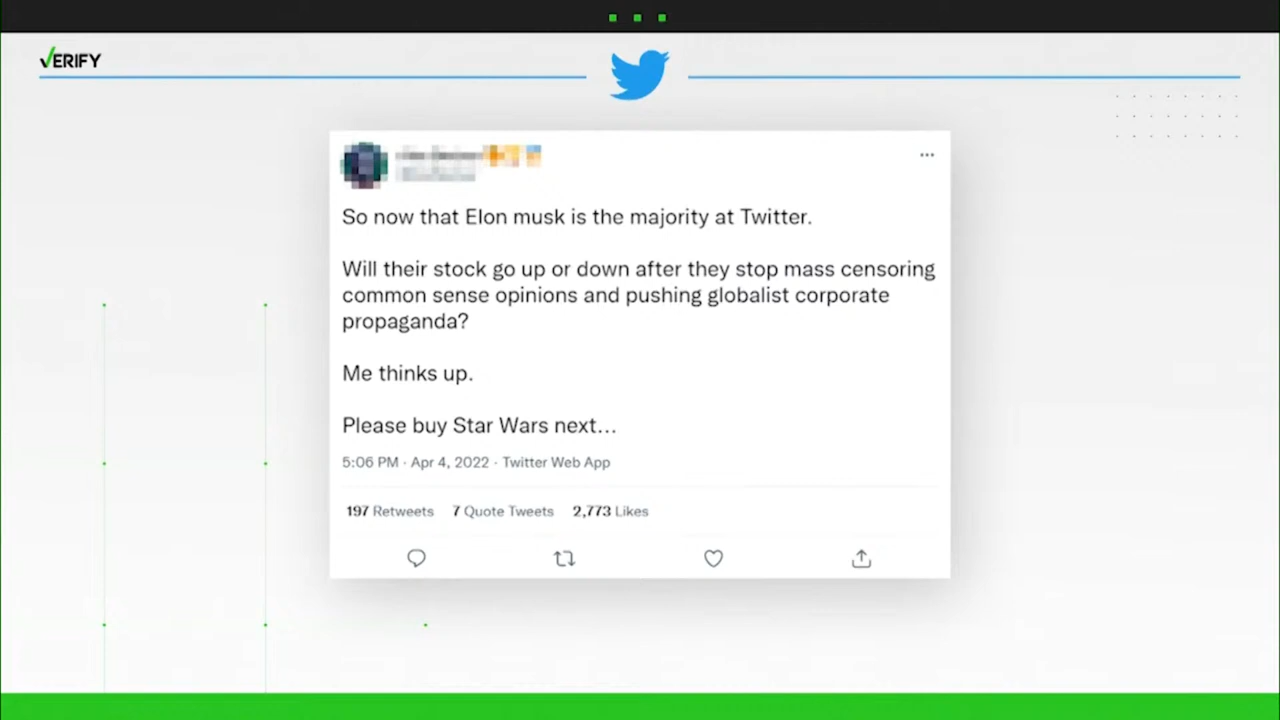 VERIFY
So now that Elon musk is the majority at Twitter.
Will their stock go up or down after they stop mass censoring
common sense opinions and pushing globalist corporate
propaganda?
Me thinks up.
Please buy Star Wars next...
5:06 PM · Apr 4, 2022 · Twitter Web App
197 Retweets 7 Quote Tweets 2,773 Likes